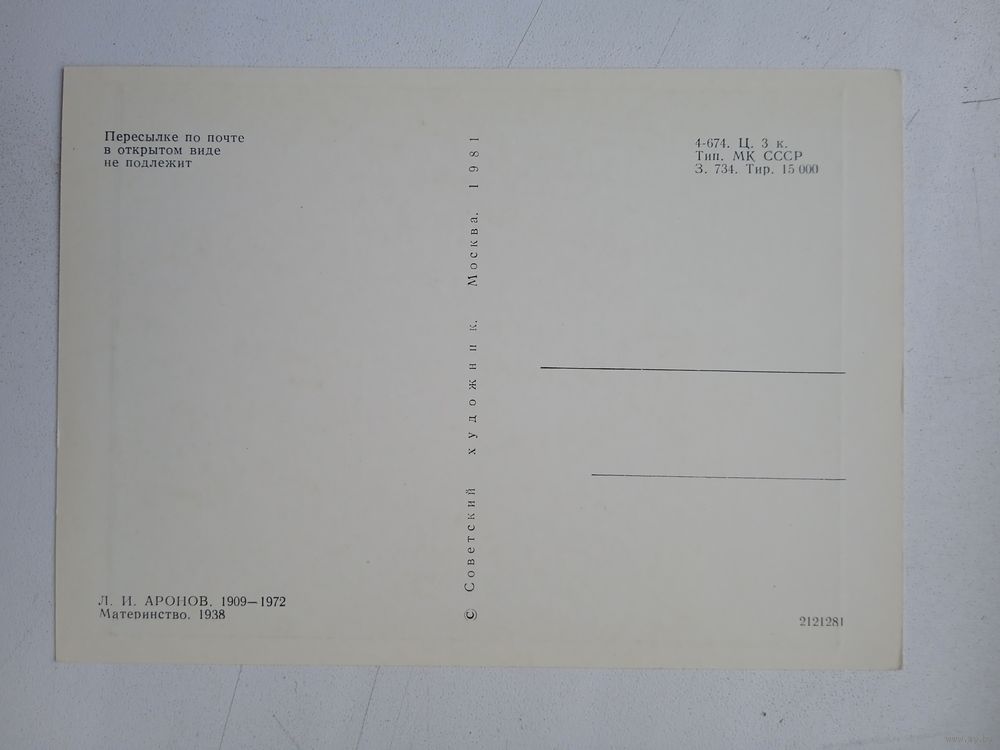 Пересылке по почте
в открытом виде
не подлежит
Л. И. АРОНОВ. 1909—1972
Материнство. 1938
© Советский художник. Москва. 1981
4-674. Ц. 3 к.
Тип. МК СССР
З. 734. Тир. 15 000
2121281